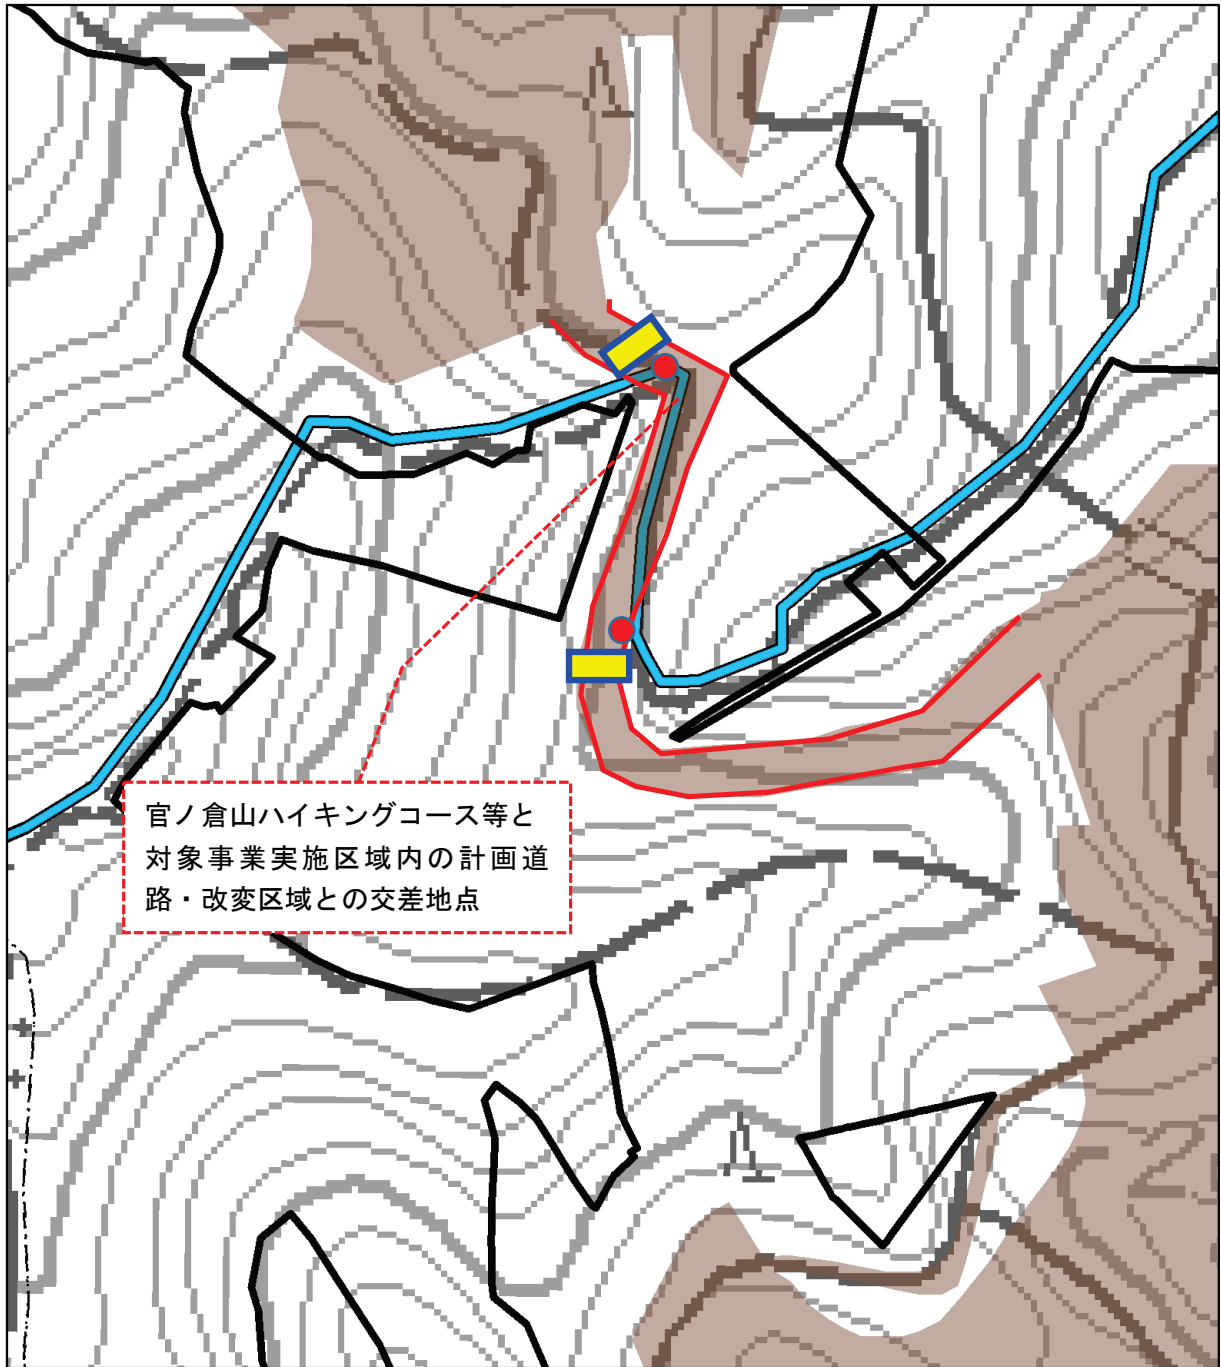 官ノ倉山ハイキングコース等と
対象事業実施区域内の計画道
路・改変区域との交差地点